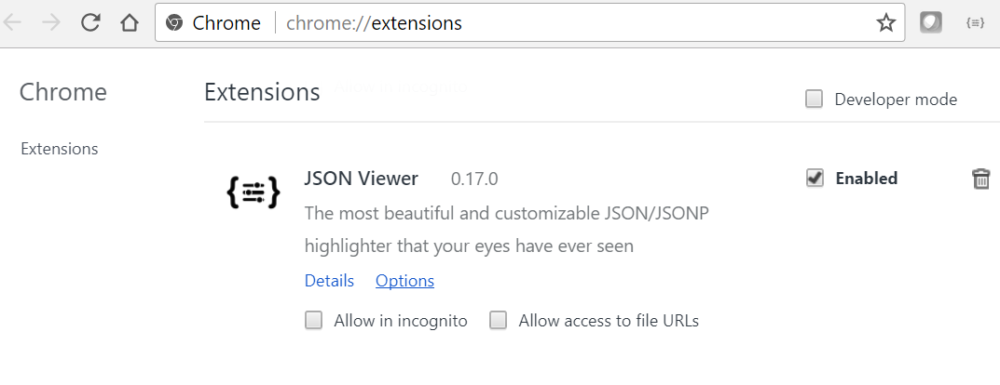 Chrome chrome://extensions
Chrome
Extensions
Developer mode
Extensions
JSON Viewer 0.17.0
Enabled
The most beautiful and customizable JSON/JSONP
highlighter that your eyes have ever seen
Details Options
Allow in incognito Allow access to file URLs